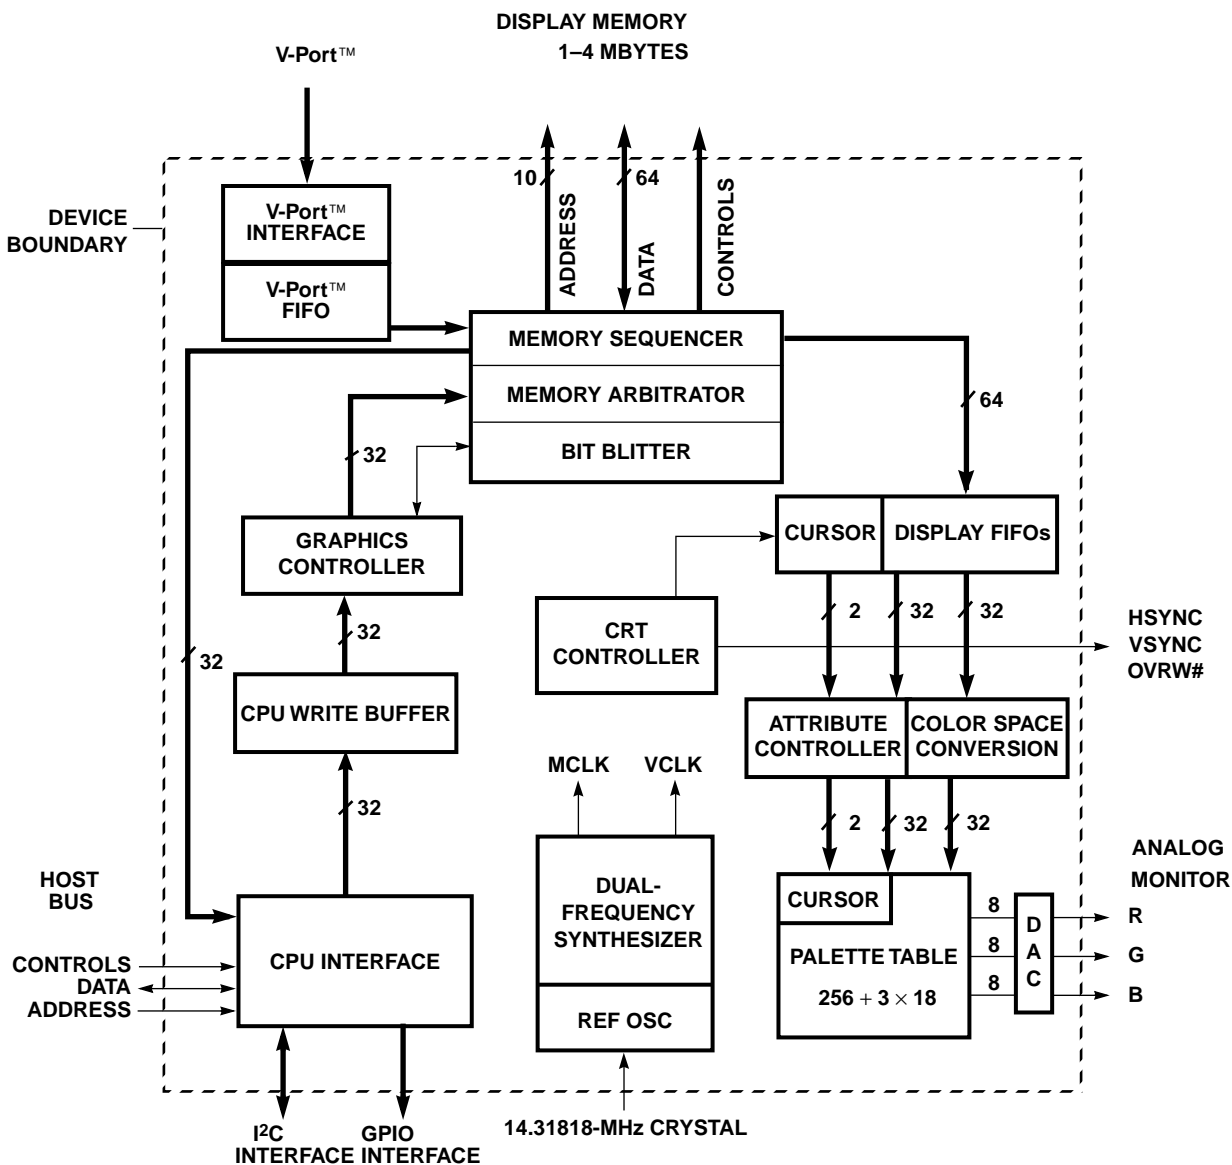 DISPLAY MEMORY
1–4 MBYTES
V-Port™
10
64
ADDRESS
DATA
CONTROLS
DEVICE
BOUNDARY
V-Port™
INTERFACE
V-Port™
FIFO
MEMORY SEQUENCER
MEMORY ARBITRATOR
BIT BLITTER
64
32
GRAPHICS
CONTROLLER
CURSOR
DISPLAY FIFOs
32
2
32
32
CRT
CONTROLLER
HSYNC
VSYNC
OVRW#
32
CPU WRITE BUFFER
ATTRIBUTE
CONTROLLER
COLOR SPACE
CONVERSION
MCLK
VCLK
32
2
32
32
HOST
BUS
DUAL-
FREQUENCY
SYNTHESIZER
REF OSC
CURSOR
PALETTE TABLE
256 + 3 × 18
8
8
8
DAC
ANALOG
MONITOR
R
G
B
CPU INTERFACE
CONTROLS
DATA
ADDRESS
I²C
INTERFACE
GPIO
INTERFACE
14.31818-MHz CRYSTAL